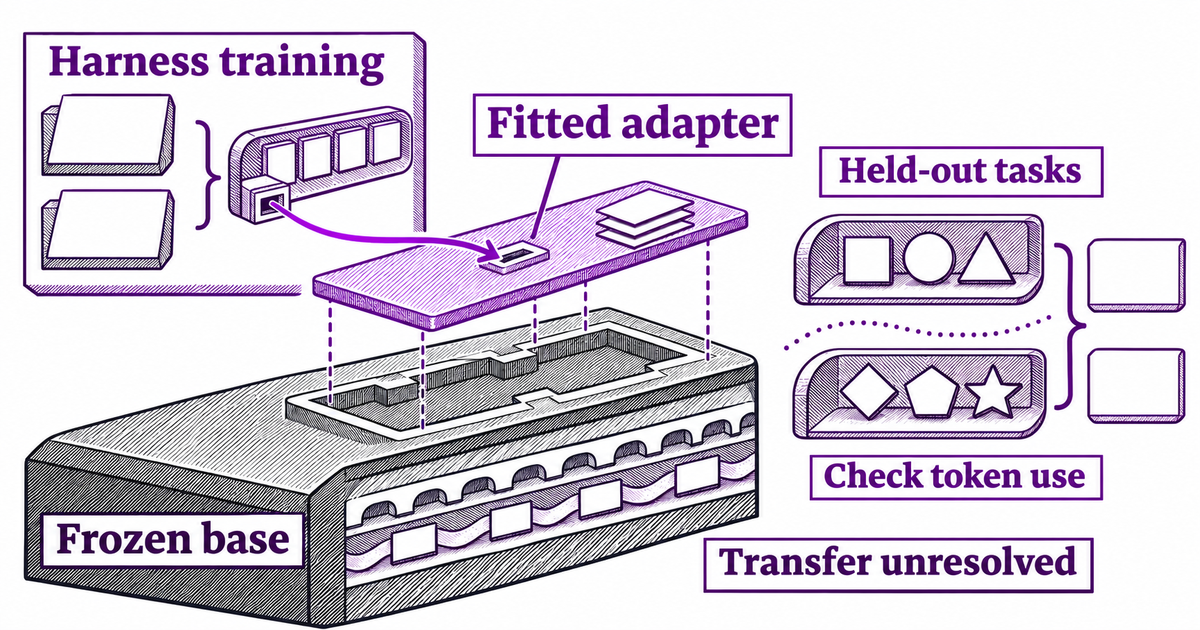 Harness training
Fitted adapter
Held-out tasks
Check token use
Frozen base
Transfer unresolved